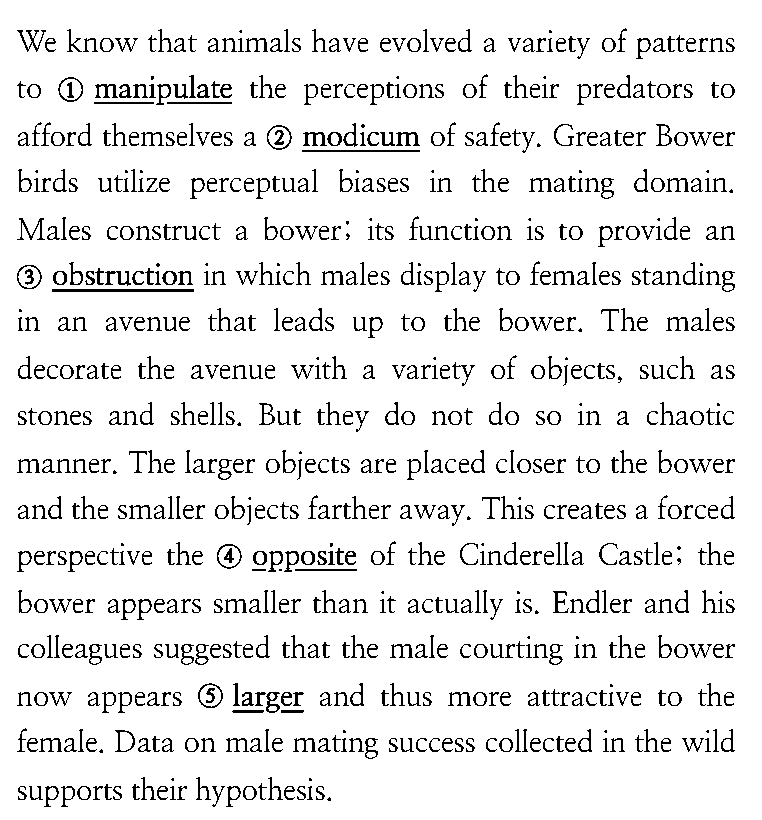 We know that animals have evolved a variety of patterns
to ① manipulate the perceptions of their predators to
afford themselves a ② modicum of safety. Greater Bower
birds utilize perceptual biases in the mating domain.
Males construct a bower; its function is to provide an
③ obstruction in which males display to females standing
in an avenue that leads up to the bower. The males
decorate the avenue with a variety of objects, such as
stones and shells. But they do not do so in a chaotic
manner. The larger objects are placed closer to the bower
and the smaller objects farther away. This creates a forced
perspective the ④ opposite of the Cinderella Castle; the
bower appears smaller than it actually is. Endler and his
colleagues suggested that the male courting in the bower
now appears ⑤ larger and thus more attractive to the
female. Data on male mating success collected in the wild
supports their hypothesis.